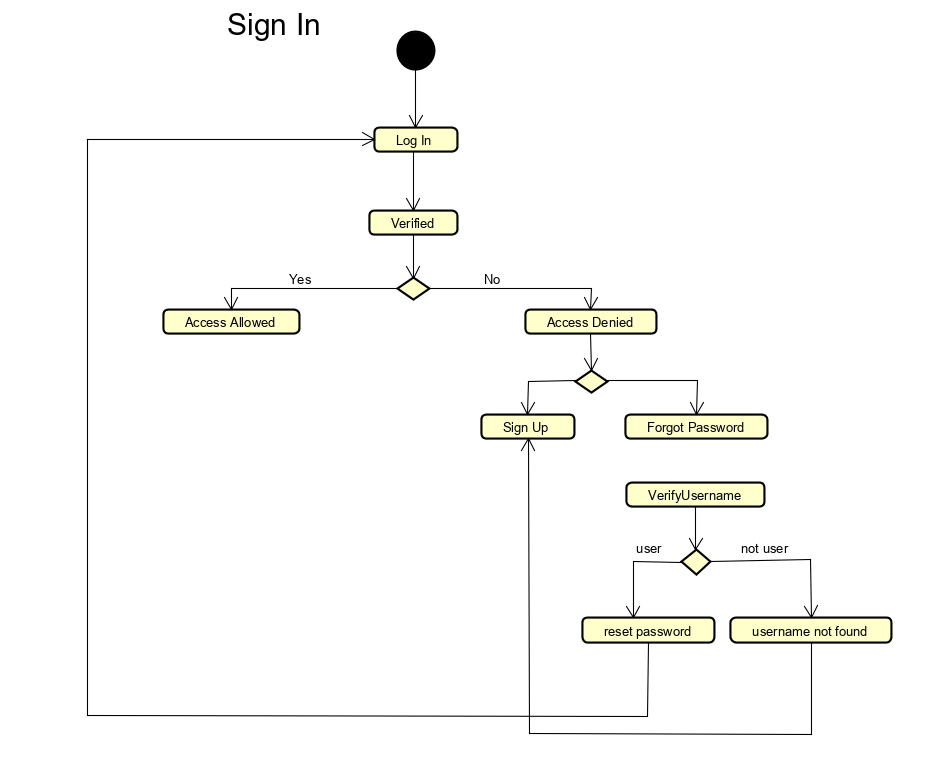 Sign In
Log In
Verified
Yes
No
Access Allowed
Access Denied
Sign Up
Forgot Password
VerifyUsername
user
not user
reset password
username not found